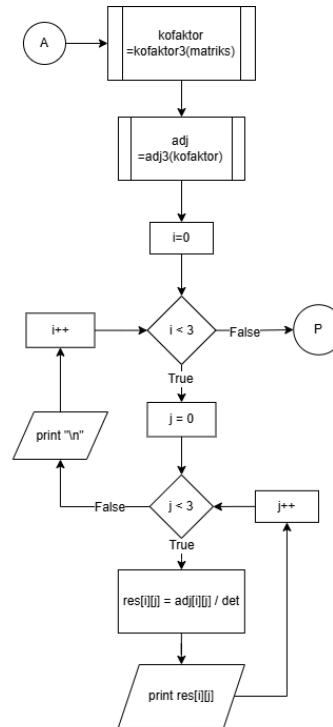 A
kofaktor
=kofaktor3(matriks)
adj
=adj3(kofaktor)
i=0
i++
i < 3
False
P
True
print "\n"
j = 0
False
j < 3
j++
True
res[i][j] = adj[i][j] / det
print res[i][j]